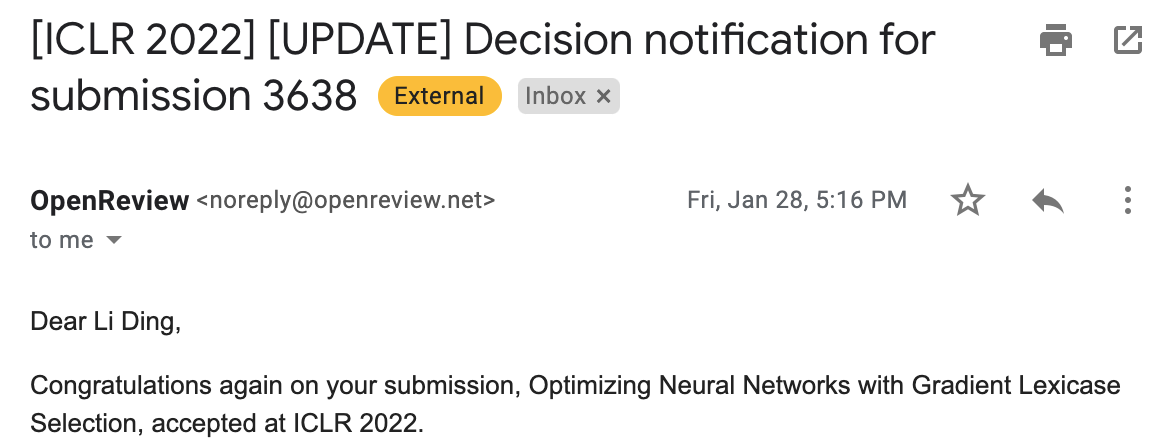 [ICLR 2022] [UPDATE] Decision notification for
submission 3638 External Inbox ×
OpenReview <noreply@openreview.net> Fri, Jan 28, 5:16 PM
to me
Dear Li Ding,
Congratulations again on your submission, Optimizing Neural Networks with Gradient Lexicase
Selection, accepted at ICLR 2022.